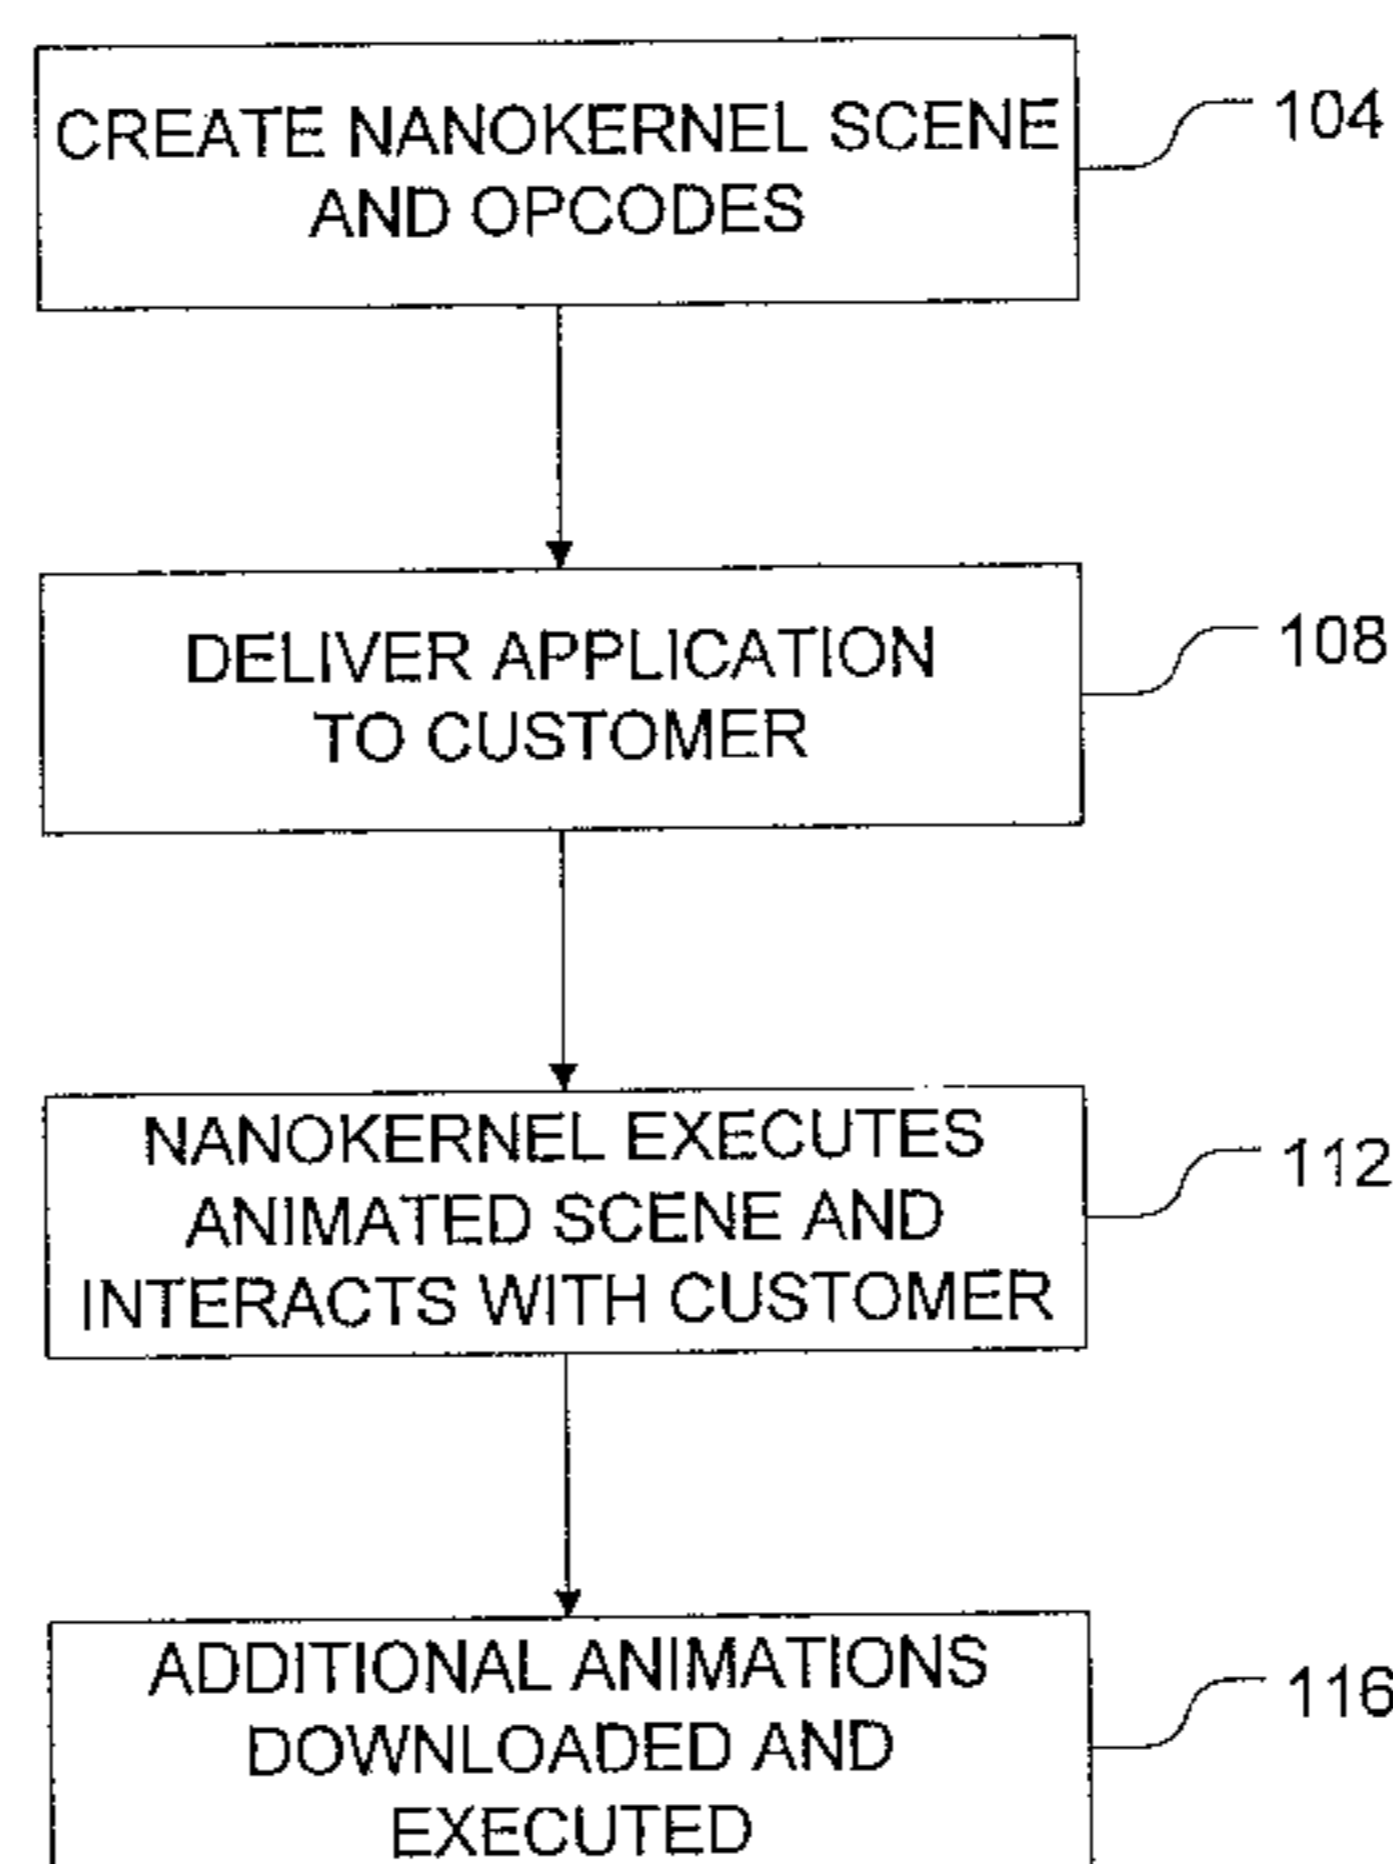 CREATE NANOKERNEL SCENE
AND OPCODES
104
DELIVER APPLICATION
TO CUSTOMER
108
NANOKERNEL EXECUTES
ANIMATED SCENE AND
INTERACTS WITH CUSTOMER
112
ADDITIONAL ANIMATIONS
DOWNLOADED AND
EXECUTED
116